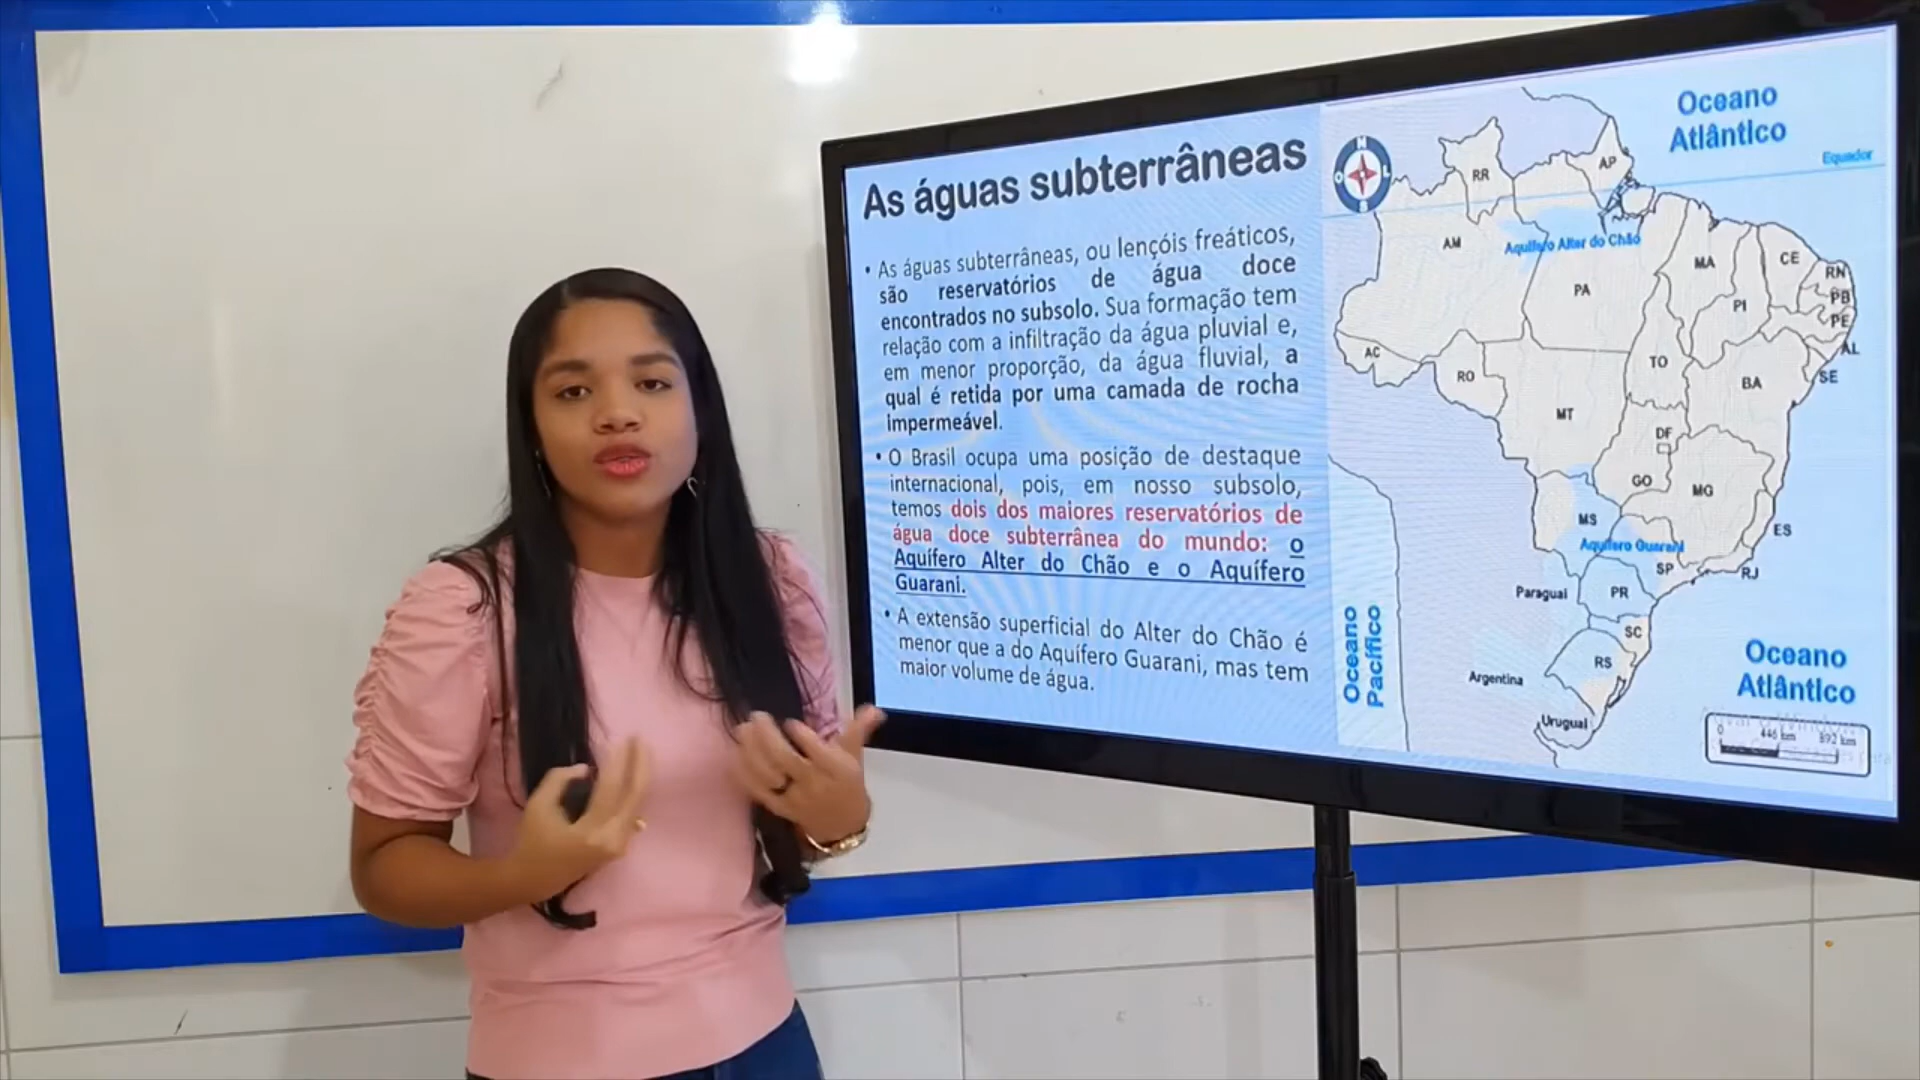 As águas subterrâneas
• As águas subterrâneas, ou lençóis freáticos,
são reservatórios de água doce
encontrados no subsolo. Sua formação tem
relação com a infiltração da água pluvial e,
em menor proporção, da água fluvial, a
qual é retida por uma camada de rocha
impermeável.
• O Brasil ocupa uma posição de destaque
internacional, pois, em nosso subsolo,
temos dois dos maiores reservatórios de
água doce subterrânea do mundo: o
Aquífero Alter do Chão e o Aquífero
Guarani.
• A extensão superficial do Alter do Chão é
menor que a do Aquífero Guarani, mas tem
maior volume de água.
Oceano
Atlântico
Equador
N
O
L
S
RR
AP
AM
Aquífero Alter do Chão
PA
MA
CE
RN
PB
PE
AL
SE
PI
AC
RO
TO
BA
MT
DF
GO
MG
ES
MS
Aquífero Guarani
SP
RJ
Paraguai
PR
SC
RS
Argentina
Uruguai
Oceano
Pacífico
Oceano
Atlântico
0 446 km 892 km